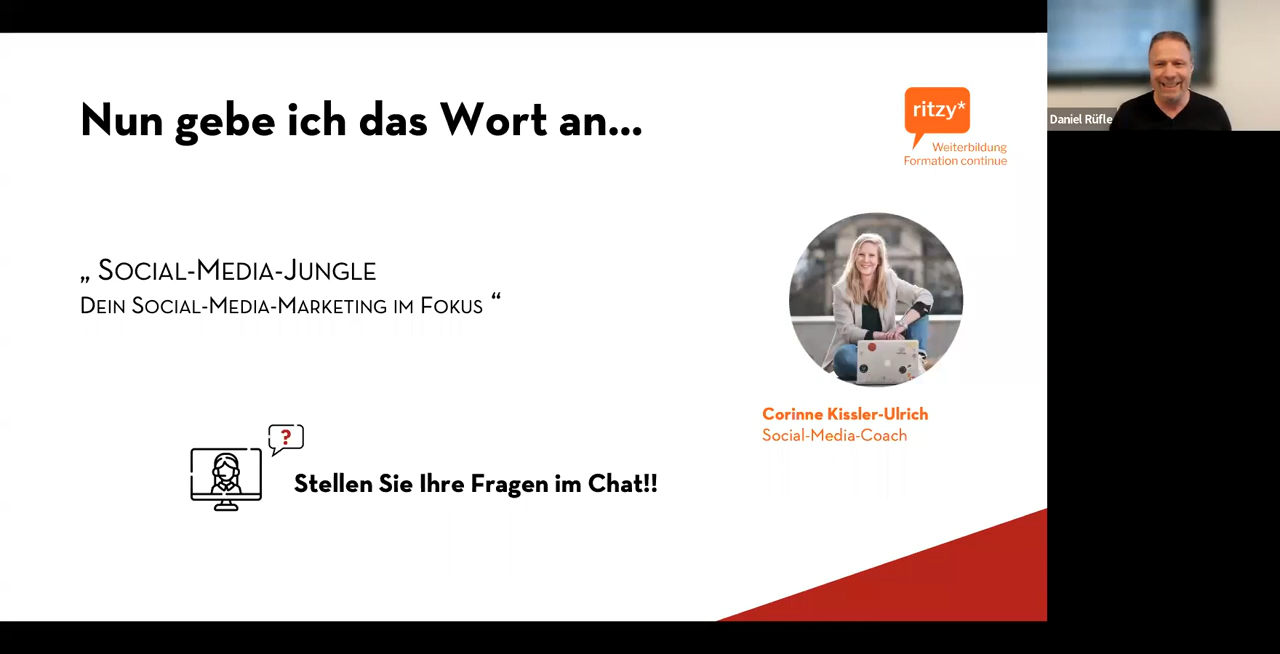 Nun gebe ich das Wort an...
ritzy*
Weiterbildung
Formation continue
Daniel Rüfle
„ Social-Media-Jungle
Dein Social-Media-Marketing im Fokus “
Corinne Kissler-Ulrich
Social-Media-Coach
?
Stellen Sie Ihre Fragen im Chat!!